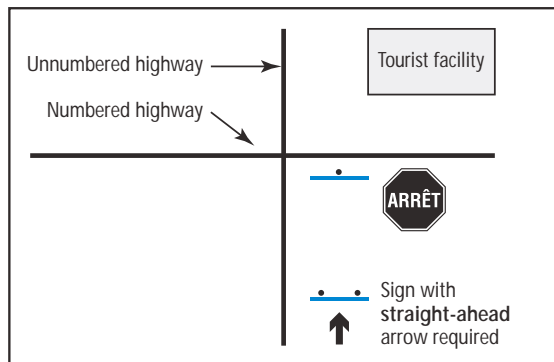 Unnumbered highway
Tourist facility
Numbered highway
ARRÊT
Sign with
straight-ahead
arrow required